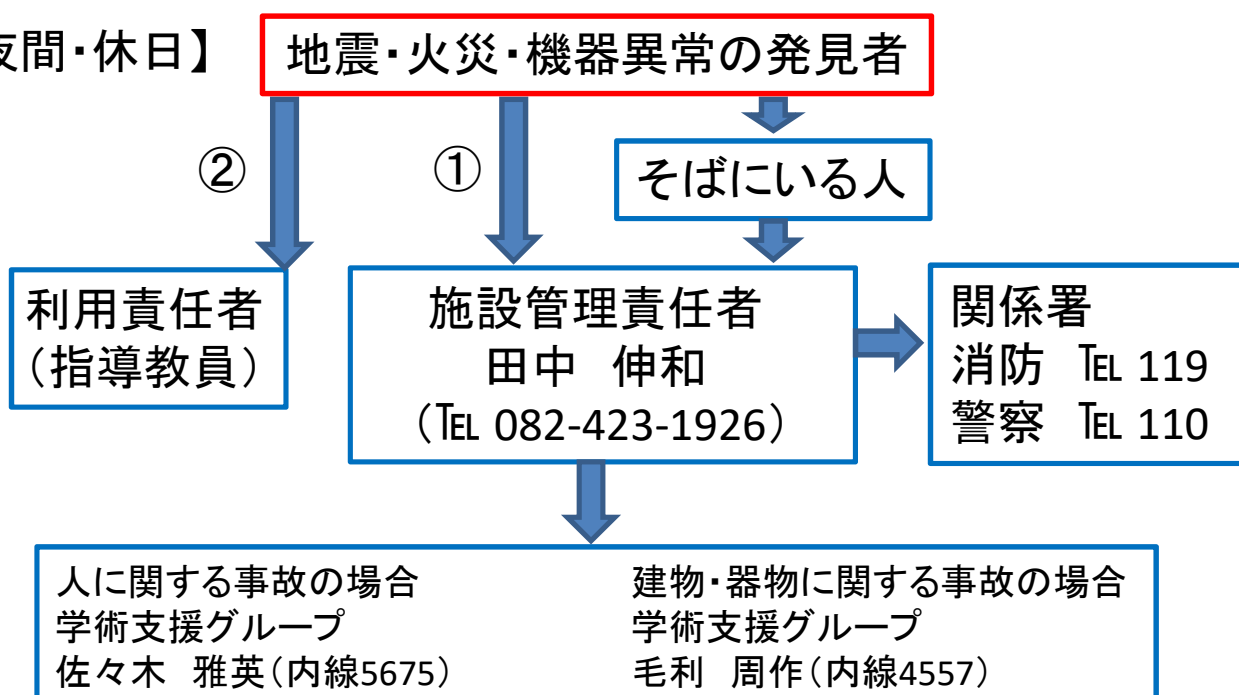 間・休日】
地震・火災・機器異常の発見者
②
①
そばにいる人
利用責任者
（指導教員）
施設管理責任者
田中　伸和
（℡ 082-423-1926）
関係署
消防　℡ 119
警察　℡ 110
人に関する事故の場合
学術支援グループ
佐々木　雅英（内線5675）
建物・器物に関する事故の場合
学術支援グループ
毛利　周作（内線4557）